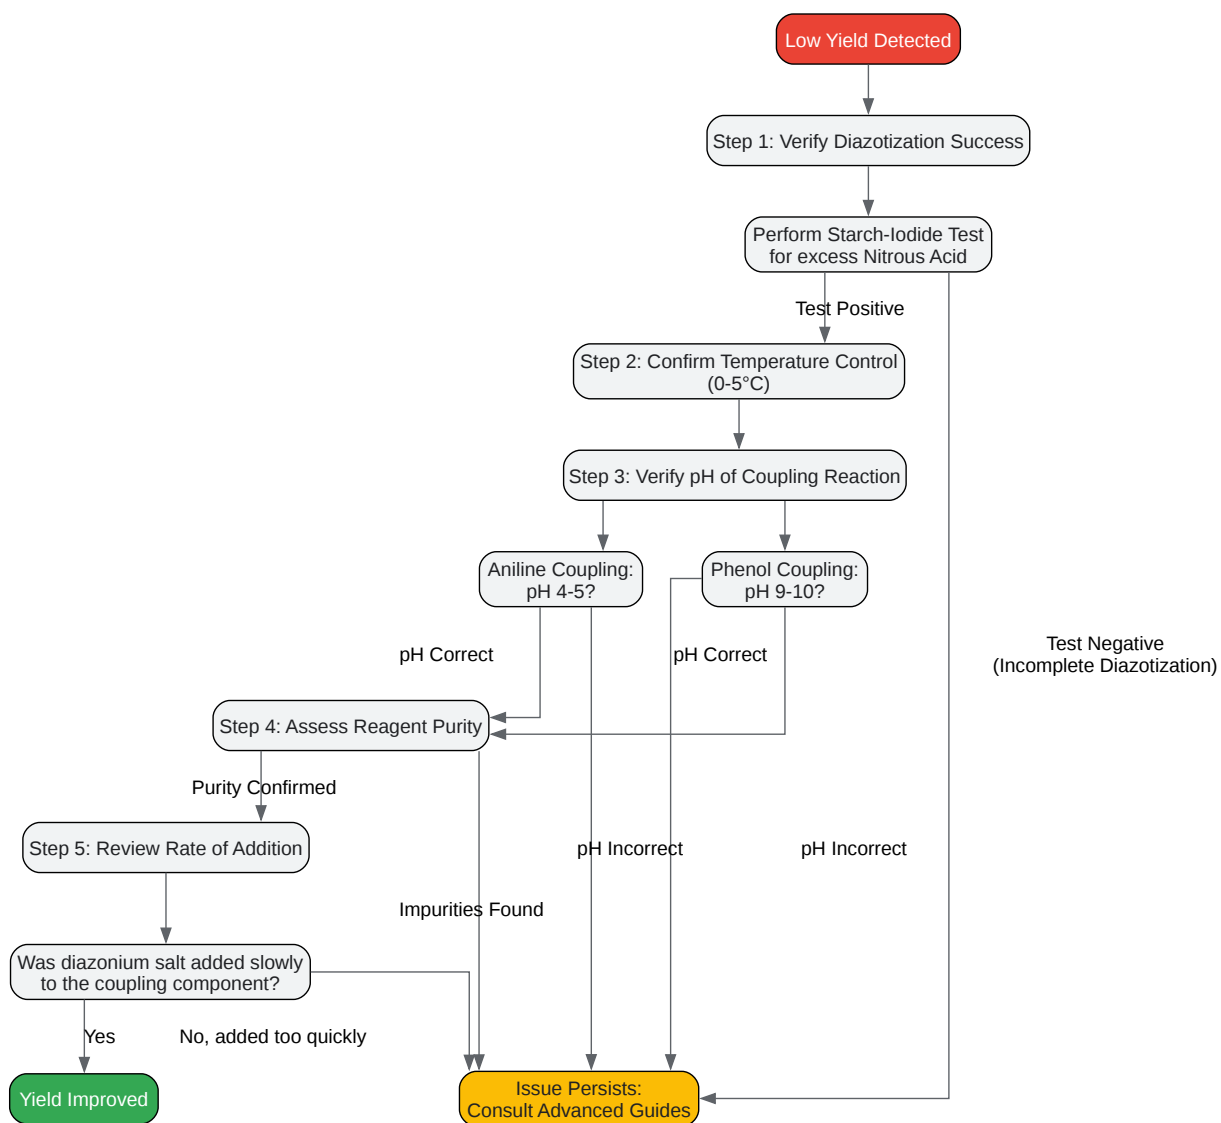 Low Yield Detected
Step 1: Verify Diazotization Success
Perform Starch-Iodide Test
for excess Nitrous Acid
Test Positive
Step 2: Confirm Temperature Control
(0-5°C)
Step 3: Verify pH of Coupling Reaction
Aniline Coupling:
pH 4-5?
Phenol Coupling:
pH 9-10?
pH Correct
pH Correct
Test Negative
(Incomplete Diazotization)
Step 4: Assess Reagent Purity
Purity Confirmed
Step 5: Review Rate of Addition
pH Incorrect
pH Incorrect
Impurities Found
Was diazonium salt added slowly
to the coupling component?
Yes
No, added too quickly
Yield Improved
Issue Persists:
Consult Advanced Guides